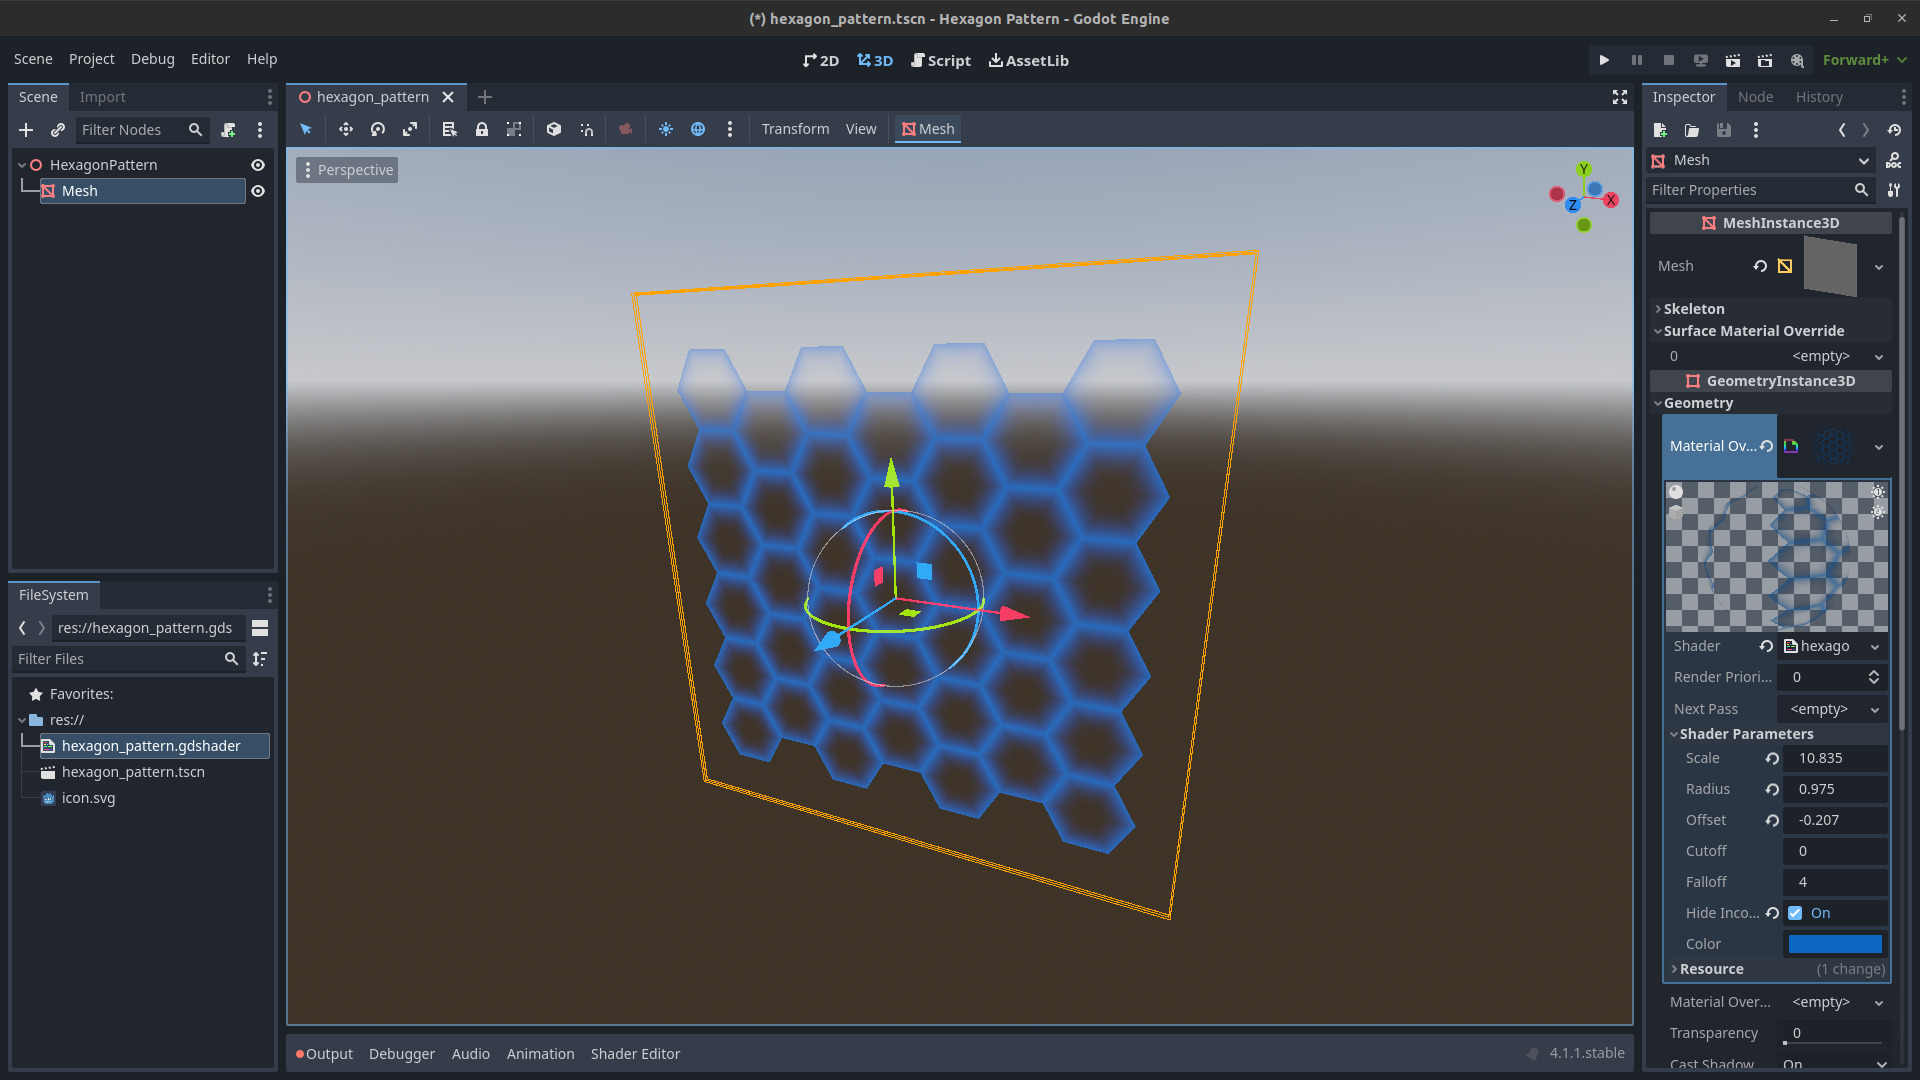 (*) hexagon_pattern.tscn - Hexagon Pattern - Godot Engine
Scene Project Debug Editor Help
2D 3D Script AssetLib
Forward+
Scene Import
Filter Nodes
HexagonPattern
Mesh
FileSystem
res://hexagon_pattern.gds
Filter Files
Favorites:
res://
hexagon_pattern.gdshader
hexagon_pattern.tscn
icon.svg
hexagon_pattern
Transform View Mesh
Perspective
Y
Z X
Output Debugger Audio Animation Shader Editor
4.1.1.stable
Inspector Node History
Mesh
Filter Properties
MeshInstance3D
Mesh
Skeleton
Surface Material Override
0 <empty>
GeometryInstance3D
Geometry
Material Ov...
Shader hexago
Render Priori... 0
Next Pass <empty>
Shader Parameters
Scale 10.835
Radius 0.975
Offset -0.207
Cutoff 0
Falloff 4
Hide Inco... On
Color
Resource (1 change)
Material Over... <empty>
Transparency 0
Cast Shadow On